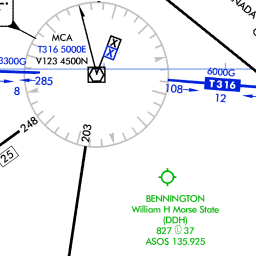 NADA
MCA
T316 5000E
V123 4500N
X
X
3300G
8
285
6000G
108
T316
12
203
248
25
BENNINGTON
William H Morse State
(DDH)
827 L 37
ASOS 135.925